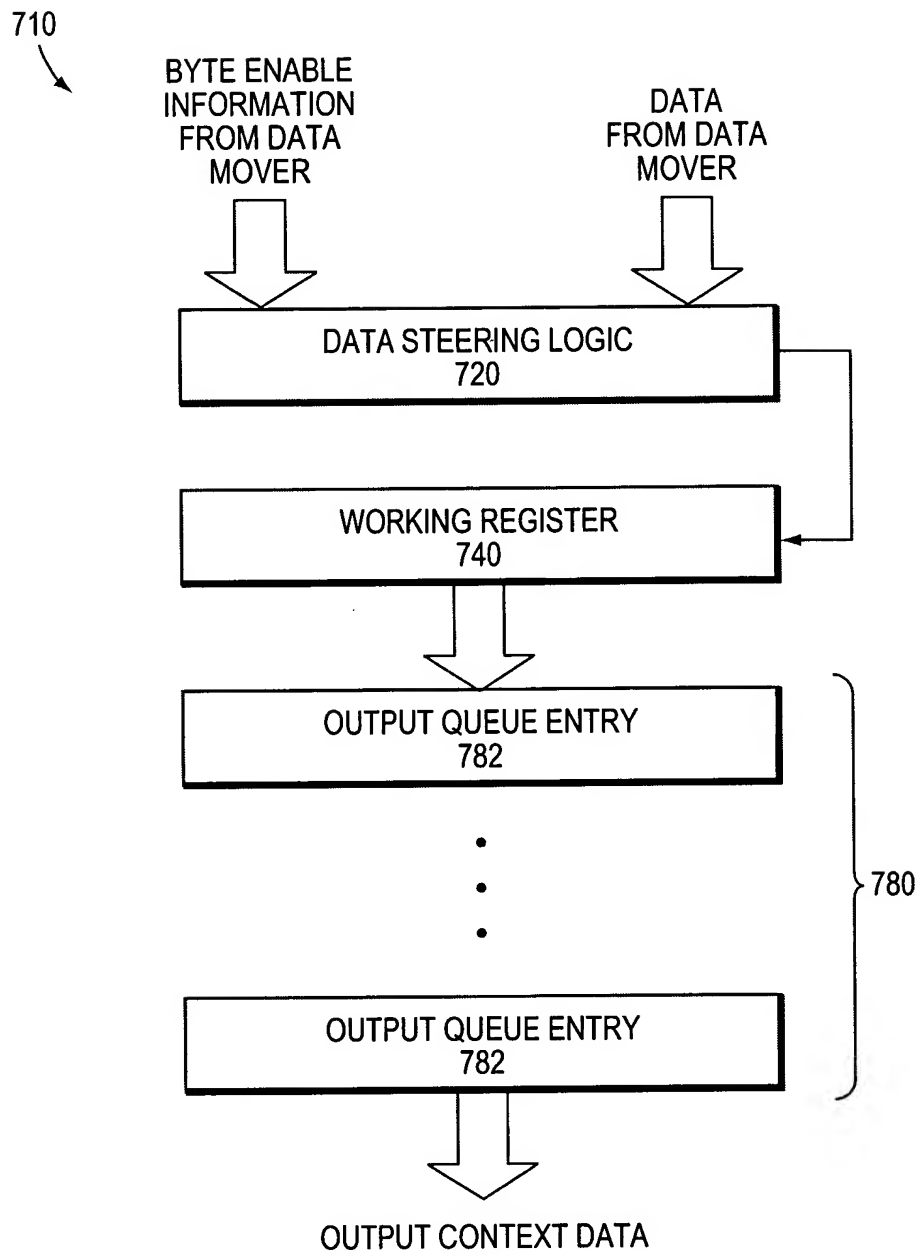 710
BYTE ENABLE
INFORMATION
FROM DATA
MOVER
DATA
FROM DATA
MOVER
DATA STEERING LOGIC
720
WORKING REGISTER
740
OUTPUT QUEUE ENTRY
782
780
OUTPUT QUEUE ENTRY
782
OUTPUT CONTEXT DATA